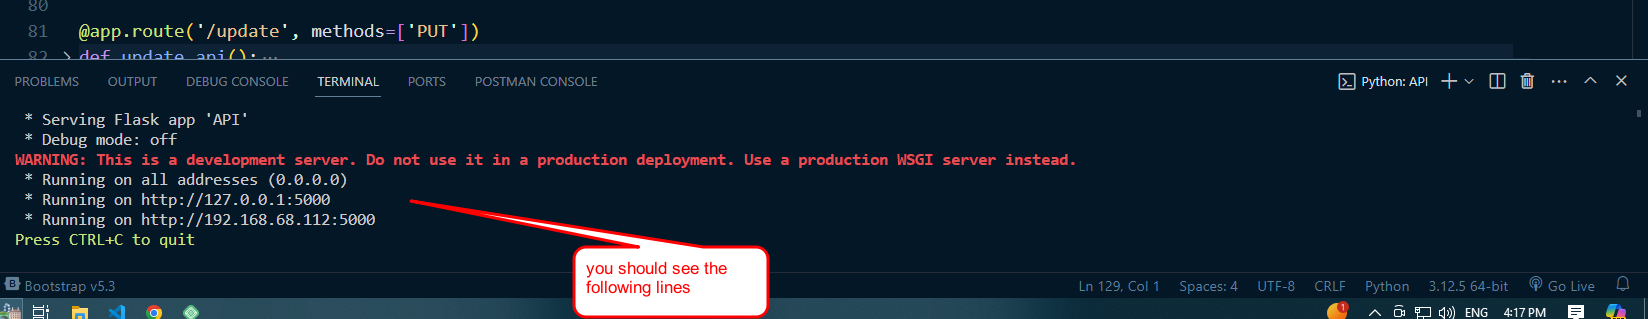 80
81 @app.route('/update', methods=['PUT'])
82 > def update_api():···
PROBLEMS OUTPUT DEBUG CONSOLE TERMINAL PORTS POSTMAN CONSOLE Python: API
* Serving Flask app 'API'
* Debug mode: off
WARNING: This is a development server. Do not use it in a production deployment. Use a production WSGI server instead.
* Running on all addresses (0.0.0.0)
* Running on http://127.0.0.1:5000
* Running on http://192.168.68.112:5000
Press CTRL+C to quit
you should see the
following lines
B Bootstrap v5.3 Ln 129, Col 1 Spaces: 4 UTF-8 CRLF Python 3.12.5 64-bit Go Live
1 ENG 4:17 PM